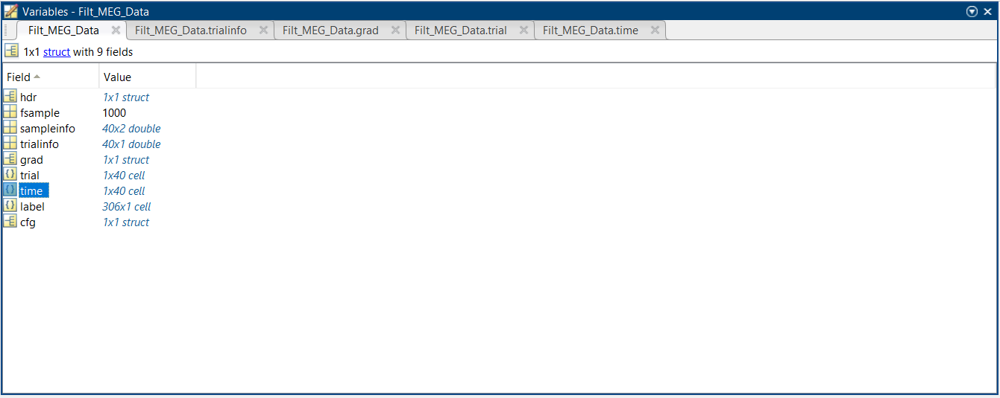 Variables - Filt_MEG_Data
Filt_MEG_Data Filt_MEG_Data.trialinfo Filt_MEG_Data.grad Filt_MEG_Data.trial Filt_MEG_Data.time
1x1 struct with 9 fields
Field Value
hdr 1x1 struct
fsample 1000
sampleinfo 40x2 double
trialinfo 40x1 double
grad 1x1 struct
trial 1x40 cell
time 1x40 cell
label 306x1 cell
cfg 1x1 struct